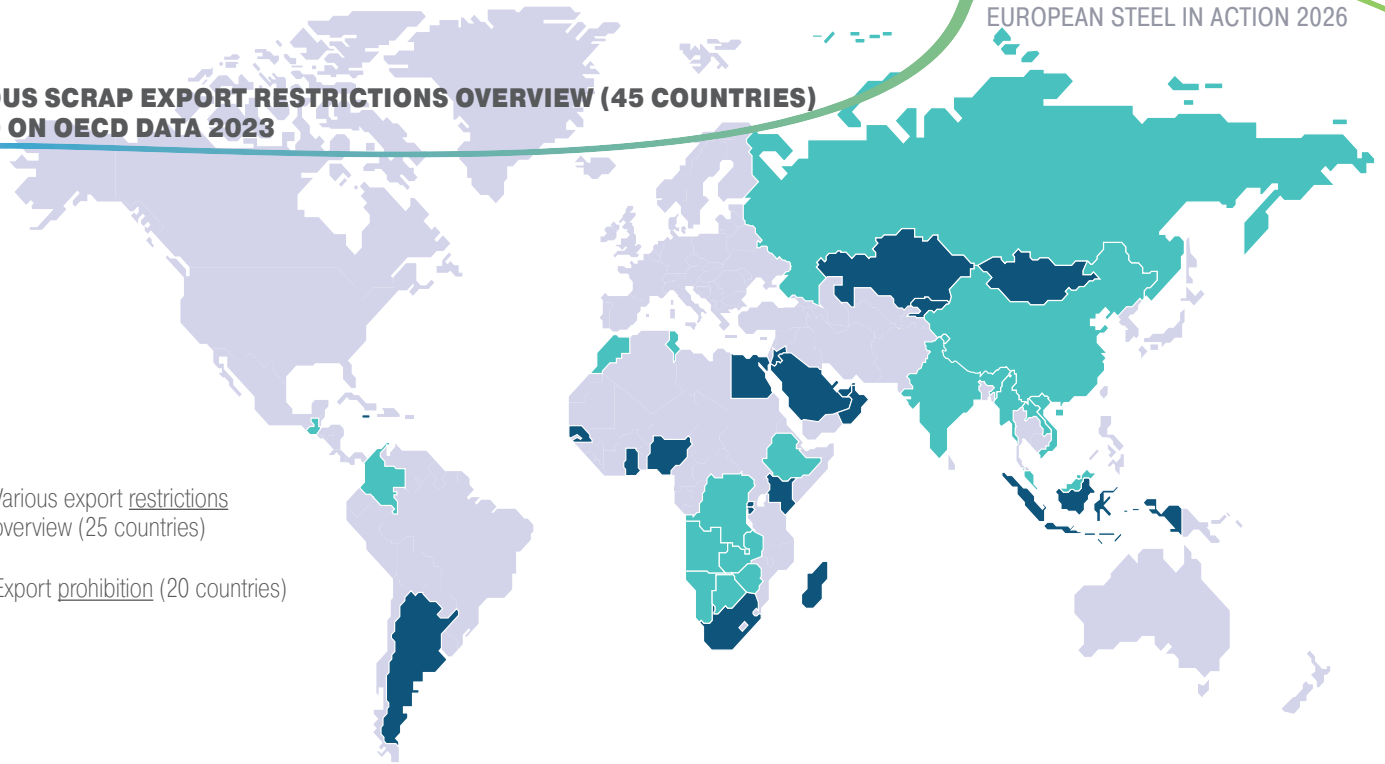 EUROPEAN STEEL IN ACTION 2026
OUS SCRAP EXPORT RESTRICTIONS OVERVIEW (45 COUNTRIES)
ON OECD DATA 2023
Various export restrictions
overview (25 countries)
Export prohibition (20 countries)